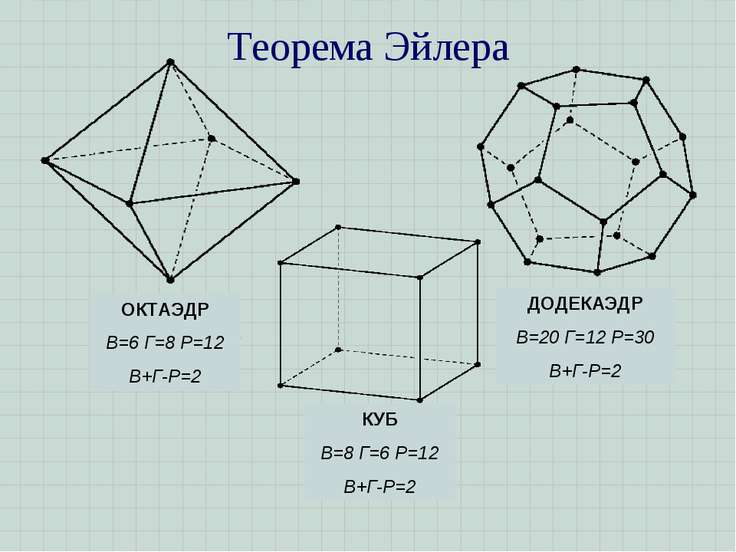 Теорема Эйлера
ОКТАЭДР
В=6 Г=8 Р=12
В+Г-Р=2
КУБ
В=8 Г=6 Р=12
В+Г-Р=2
ДОДЕКАЭДР
В=20 Г=12 Р=30
В+Г-Р=2